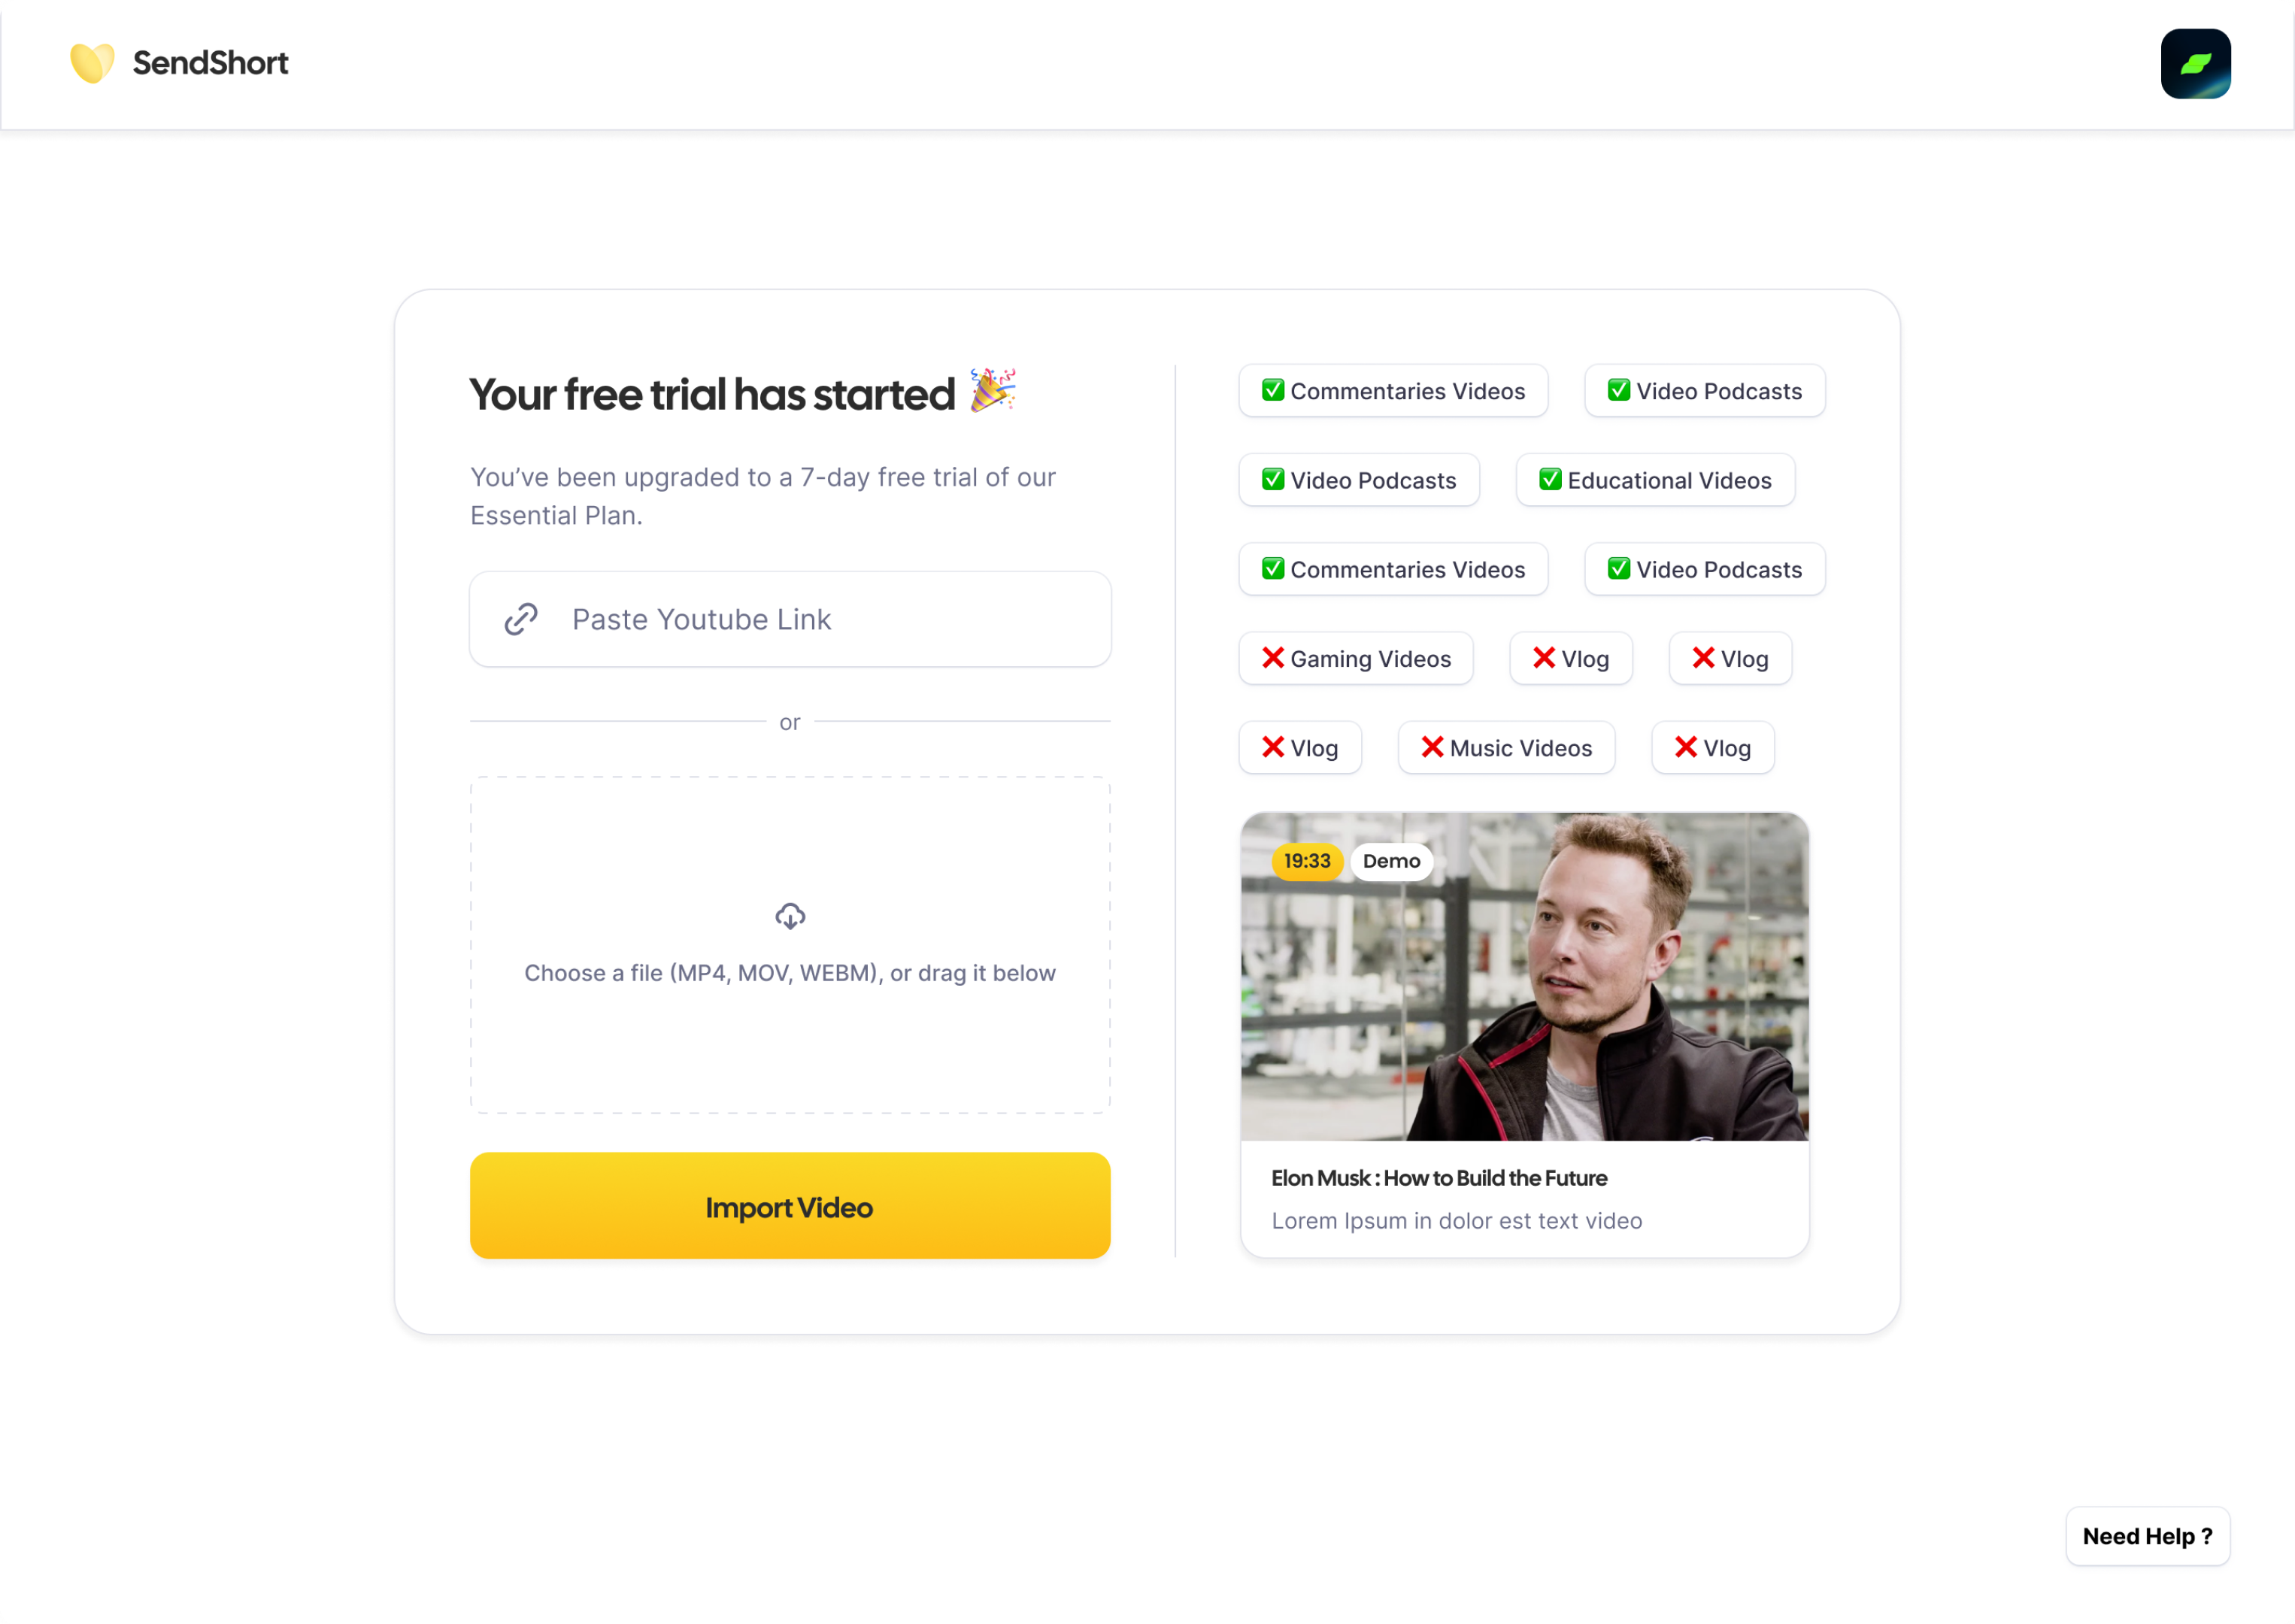 SendShort
Your free trial has started 🎉
You’ve been upgraded to a 7-day free trial of our
Essential Plan.
Paste Youtube Link
or
Choose a file (MP4, MOV, WEBM), or drag it below
Import Video
✅ Commentaries Videos
✅ Video Podcasts
✅ Video Podcasts
✅ Educational Videos
✅ Commentaries Videos
✅ Video Podcasts
❌ Gaming Videos
❌ Vlog
❌ Vlog
❌ Vlog
❌ Music Videos
❌ Vlog
19:33
Demo
Elon Musk : How to Build the Future
Lorem Ipsum in dolor est text video
Need Help ?